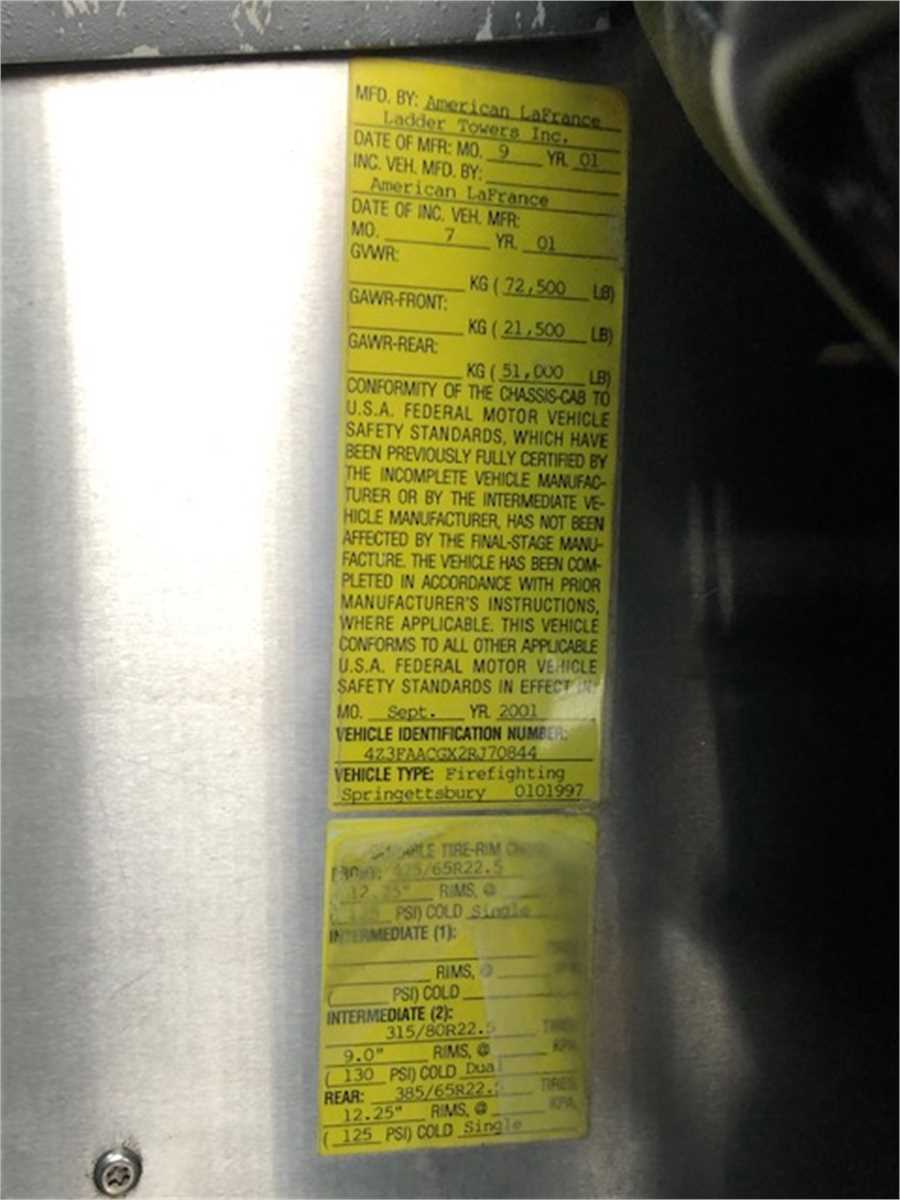 MFD. BY: American LaFrance
Ladder Towers Inc.
DATE OF MFR: MO. 9 YR. 01
INC. VEH. MFD. BY:
American LaFrance
DATE OF INC. VEH. MFR:
MO. 7 YR. 01
GVWR:
KG ( 72,500 LB)
GAWR-FRONT:
KG ( 21,500 LB)
GAWR-REAR:
KG ( 51,000 LB)
CONFORMITY OF THE CHASSIS-CAB TO
U.S.A. FEDERAL MOTOR VEHICLE
SAFETY STANDARDS, WHICH HAVE
BEEN PREVIOUSLY FULLY CERTIFIED BY
THE INCOMPLETE VEHICLE MANUFAC-
TURER OR BY THE INTERMEDIATE VE-
HICLE MANUFACTURER, HAS NOT BEEN
AFFECTED BY THE FINAL-STAGE MANU-
FACTURE. THE VEHICLE HAS BEEN COM-
PLETED IN ACCORDANCE WITH PRIOR
MANUFACTURER'S INSTRUCTIONS,
WHERE APPLICABLE. THIS VEHICLE
CONFORMS TO ALL OTHER APPLICABLE
U.S.A. FEDERAL MOTOR VEHICLE
SAFETY STANDARDS IN EFFECT IN:
MO. Sept. YR. 2001
VEHICLE IDENTIFICATION NUMBER:
4Z3FAACGX2RJ70844
VEHICLE TYPE: Firefighting
Springettsbury 0101997
TIRE-RIM
RIMS, @
PSI) COLD Single
INTERMEDIATE (1):
RIMS, @
( PSI) COLD
INTERMEDIATE (2):
315/80R22.5 TIRES,
9.0" RIMS, @ KPA,
( 130 PSI) COLD Dual
REAR: 385/65R22.5 TIRES,
12.25" RIMS, @ KPA,
( 125 PSI) COLD Single